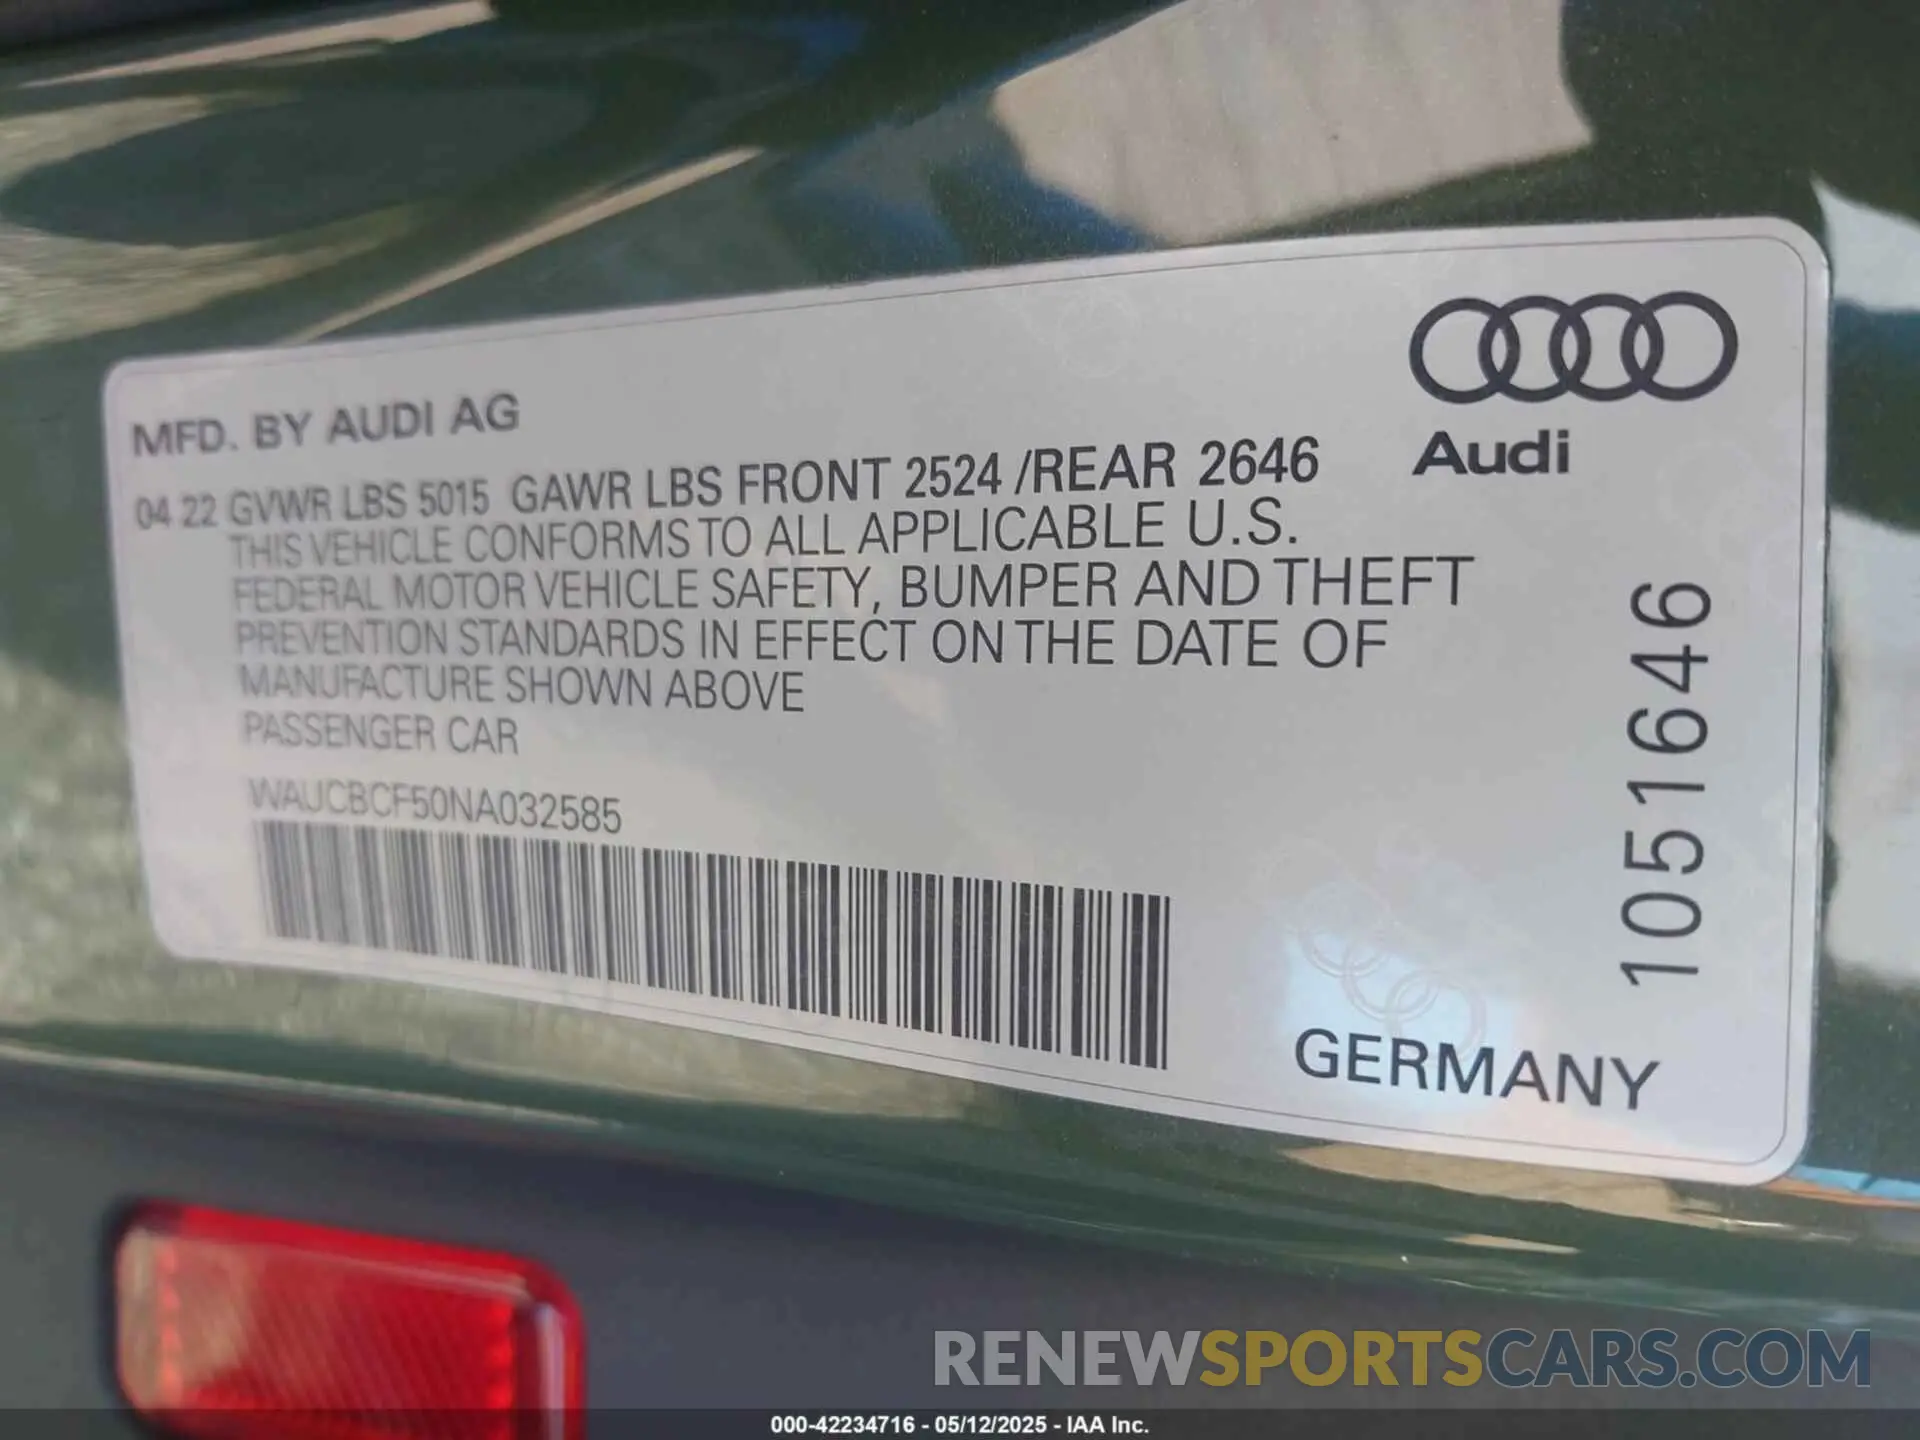 MFD. BY AUDI AG
04 22 GVWR LBS 5015 GAWR LBS FRONT 2524 /REAR 2646
THIS VEHICLE CONFORMS TO ALL APPLICABLE U.S.
FEDERAL MOTOR VEHICLE SAFETY, BUMPER AND THEFT
PREVENTION STANDARDS IN EFFECT ON THE DATE OF
MANUFACTURE SHOWN ABOVE
PASSENGER CAR
WAUCBCF50NA032585
Audi
1051646
GERMANY
RENEWSPORTSCARS.COM
000-42234716 - 05/12/2025 - IAA Inc.